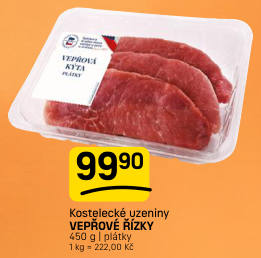 VEPŘOVÁ
KÝTA
PLÁTKY
9990
Kostelecké uzeniny
VEPŘOVÉ ŘÍZKY
450 g | plátky
1 kg = 222,00 Kč